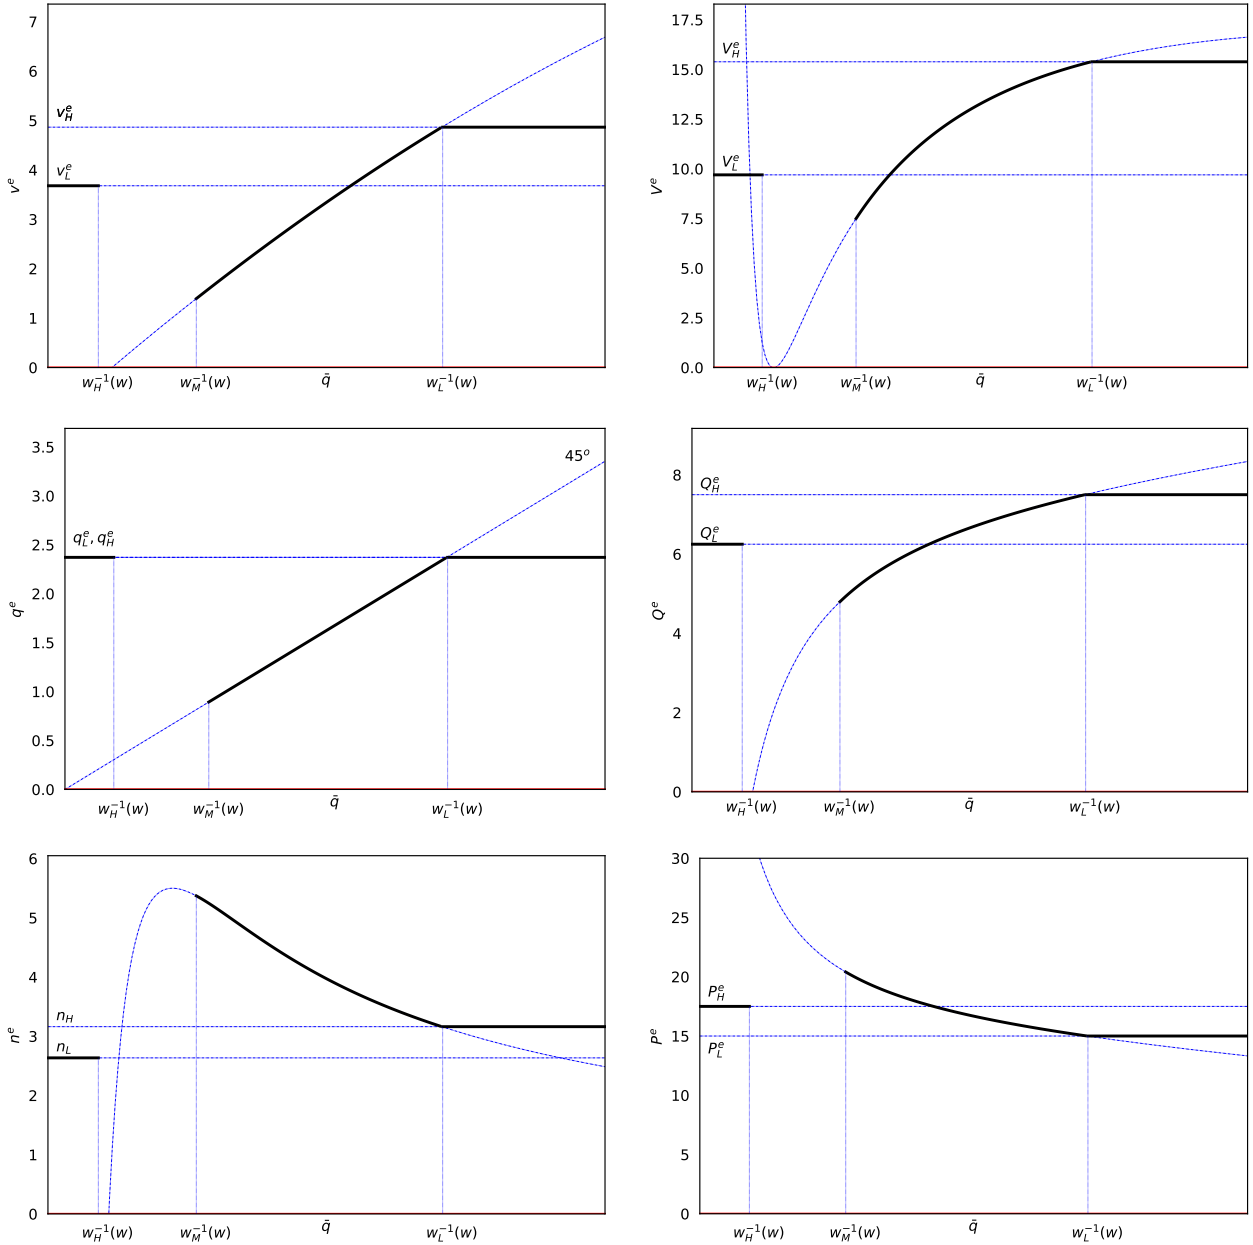 7
6
5
4
3
2
1
0
v^e
v_H^e
v_L^e
w_H^{-1}(w) w_M^{-1}(w) q̄ w_L^{-1}(w)
17.5
15.0
12.5
10.0
7.5
5.0
2.5
0.0
V^e
V_H^e
V_L^e
w_H^{-1}(w) w_M^{-1}(w) q̄ w_L^{-1}(w)
3.5
3.0
2.5
2.0
1.5
1.0
0.5
0.0
q^e
45^o
q_L^e, q_H^e
w_H^{-1}(w) w_M^{-1}(w) q̄ w_L^{-1}(w)
8
6
4
2
0
Q^e
Q_H^e
Q_L^e
w_H^{-1}(w) w_M^{-1}(w) q̄ w_L^{-1}(w)
6
5
4
3
2
1
0
n^e
n_H
n_L
w_H^{-1}(w) w_M^{-1}(w) q̄ w_L^{-1}(w)
30
25
20
15
10
5
0
P^e
P_H^e
P_L^e
w_H^{-1}(w) w_M^{-1}(w) q̄ w_L^{-1}(w)